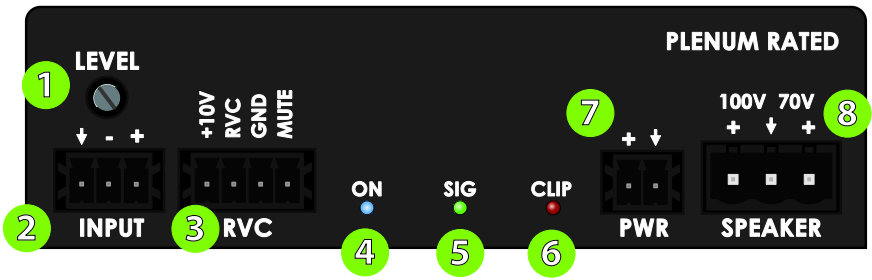 PLENUM RATED
LEVEL
1
+10V
RVC
GND
MUTE
7
100V 70V
8
- +
+
+ +
ON
SIG
CLIP
2
INPUT
3
RVC
4
5
6
PWR
SPEAKER